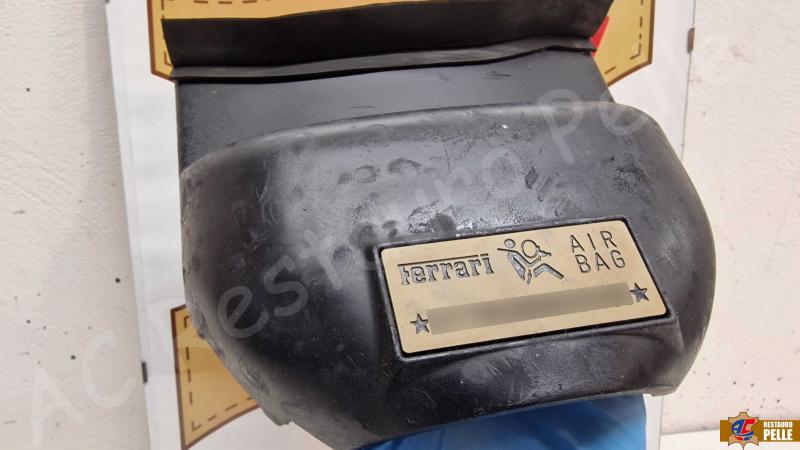 Ferrari
AIR
BAG
AC Restauro Pelle
RESTAURO
PELLE